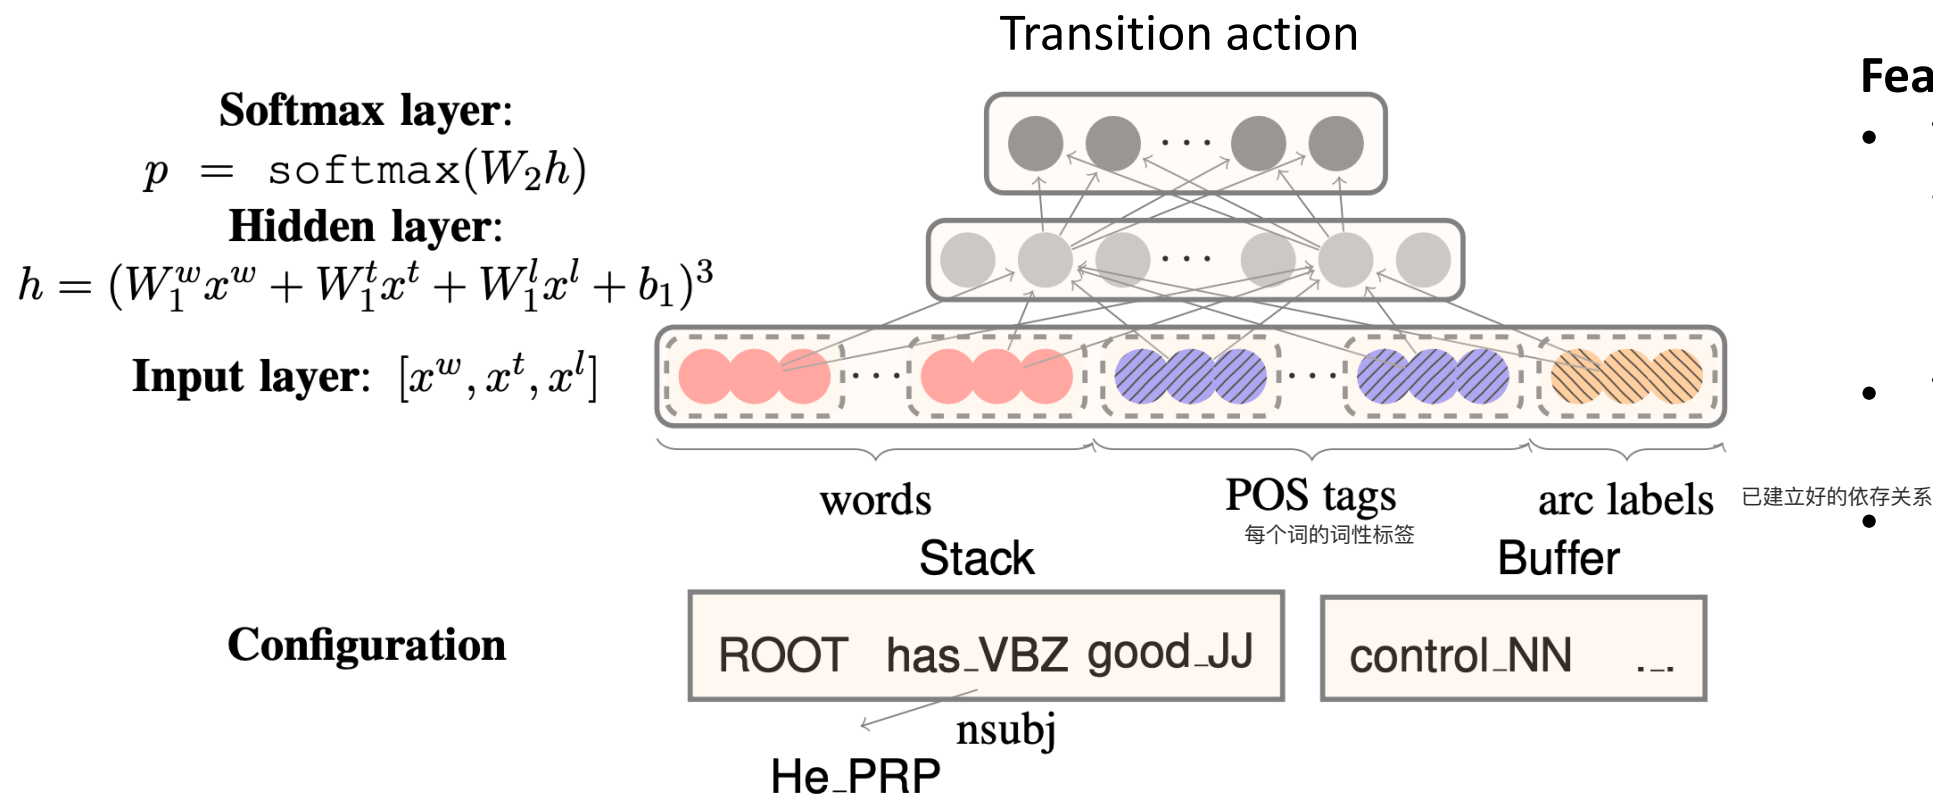 Transition action
Fea
Softmax layer:
p = softmax(W₂h)
Hidden layer:
h = (W₁ʷxʷ + W₁ᵗxᵗ + W₁ˡxˡ + b₁)³
Input layer: [xʷ, xᵗ, xˡ]
words
POS tags
arc labels
已建立好的依存关系
每个词的词性标签
Stack
Buffer
Configuration
ROOT has_VBZ good_JJ
control_NN ._.
nsubj
He_PRP